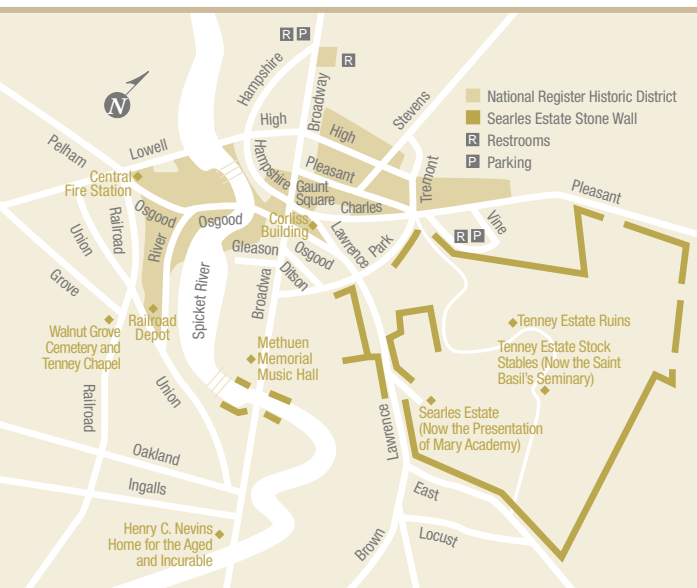 R P
R
Hampshire
Broadway
Stevens
N
National Register Historic District
Searles Estate Stone Wall
R Restrooms
P Parking
High
High
Pelham
Lowell
Hampshire
Pleasant
Tremont
Pleasant
Central
Fire Station
Gaunt
Square
Charles
Osgood
Osgood
Corliss
Building
Lawrence
Park
Vine
R P
Railroad
Union
River
Gleason
Osgood
Ditson
Grove
Spicket River
Broadwa
Walnut Grove
Cemetery and
Tenney Chapel
Railroad
Depot
Methuen
Memorial
Music Hall
Tenney Estate Ruins
Tenney Estate Stock
Stables (Now the Saint
Basil's Seminary)
Railroad
Union
Lawrence
Searles Estate
(Now the Presentation
of Mary Academy)
Oakland
Ingalls
East
Henry C. Nevins
Home for the Aged
and Incurable
Brown
Locust